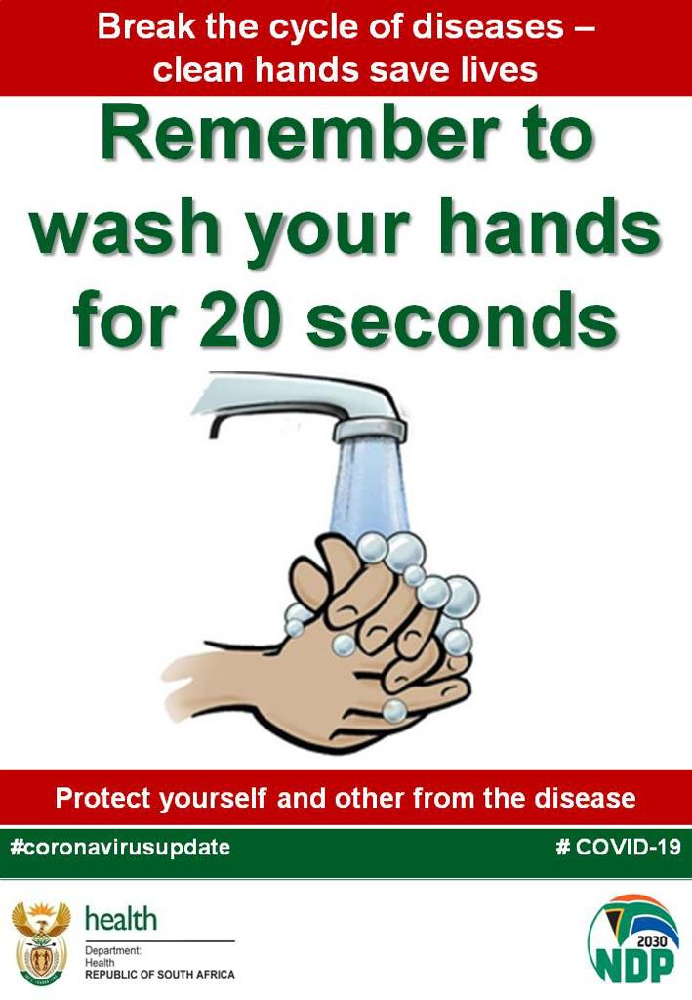 Break the cycle of diseases –
clean hands save lives
Remember to
wash your hands
for 20 seconds
Protect yourself and other from the disease
#coronavirusupdate # COVID-19
health
Department:
Health
REPUBLIC OF SOUTH AFRICA
2030
NDP